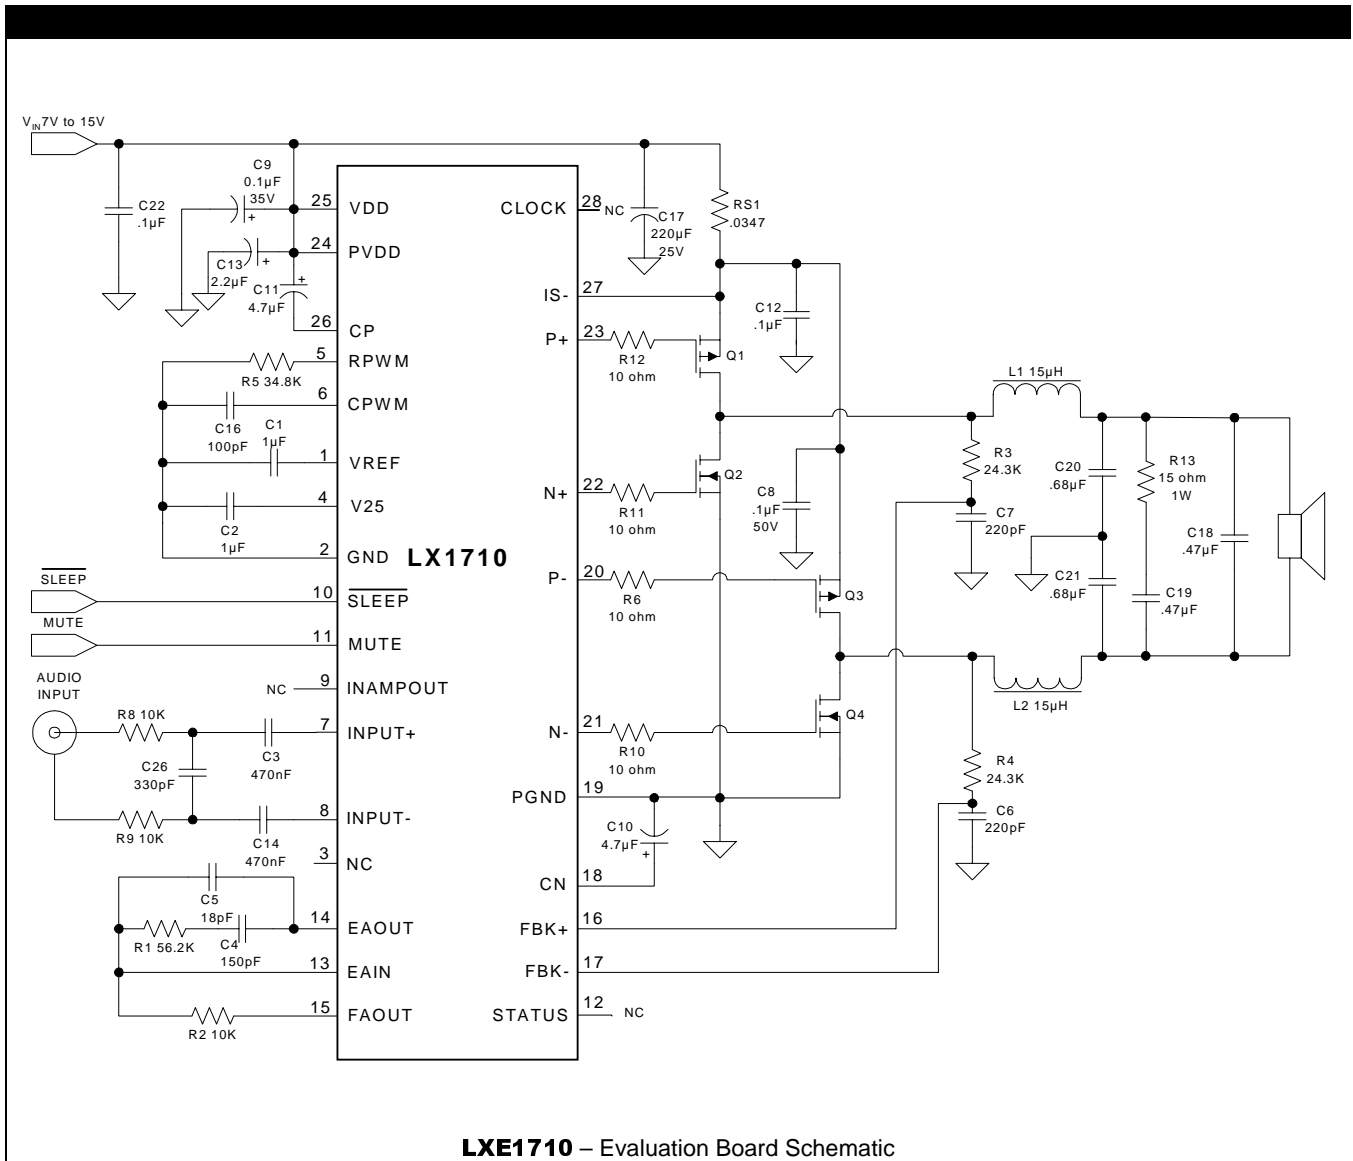 VIN7V to 15V
C22
.1µF
C9
0.1µF
35V
C13
2.2µF
C11
4.7µF
25 VDD
24 PVDD
26 CP
5 RPWM
R5 34.8K
6 CPWM
C16
100pF
C1
1µF
1 VREF
4 V25
C2
1µF
2 GND
LX1710
SLEEP
10 SLEEP
MUTE
11 MUTE
AUDIO
INPUT
NC 9 INAMPOUT
R8 10K
7 INPUT+
C3
470nF
C26
330pF
R9 10K
8 INPUT-
C14
470nF
3 NC
C5
18pF
14 EAOUT
R1 56.2K
C4
150pF
13 EAIN
15 FAOUT
R2 10K
CLOCK 28 NC
C17
220µF
25V
RS1
.0347
IS- 27
C12
.1µF
P+ 23
R12
10 ohm
Q1
Q2
N+ 22
R11
10 ohm
C8
.1µF
50V
P- 20
R6
10 ohm
Q3
Q4
N- 21
R10
10 ohm
PGND 19
C10
4.7µF
CN 18
FBK+ 16
FBK- 17
STATUS 12 NC
L1 15µH
R3
24.3K
C7
220pF
C20
.68µF
R13
15 ohm
1W
C18
.47µF
C21
.68µF
C19
.47µF
L2 15µH
R4
24.3K
C6
220pF
LXE1710 – Evaluation Board Schematic